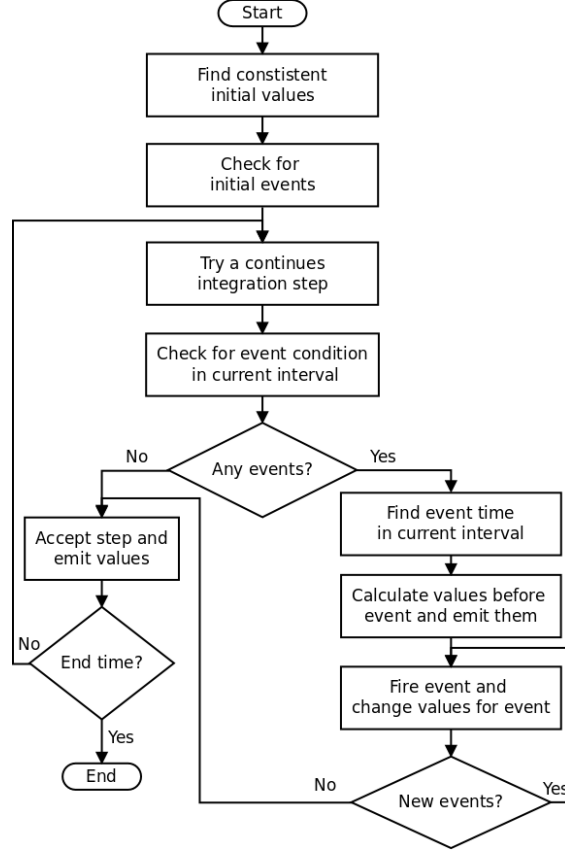 Start
Find constistent
initial values
Check for
initial events
Try a continues
integration step
Check for event condition
in current interval
Any events?
No
Yes
Find event time
in current interval
Accept step and
emit values
Calculate values before
event and emit them
End time?
No
Yes
End
Fire event and
change values for event
New events?
No
Yes